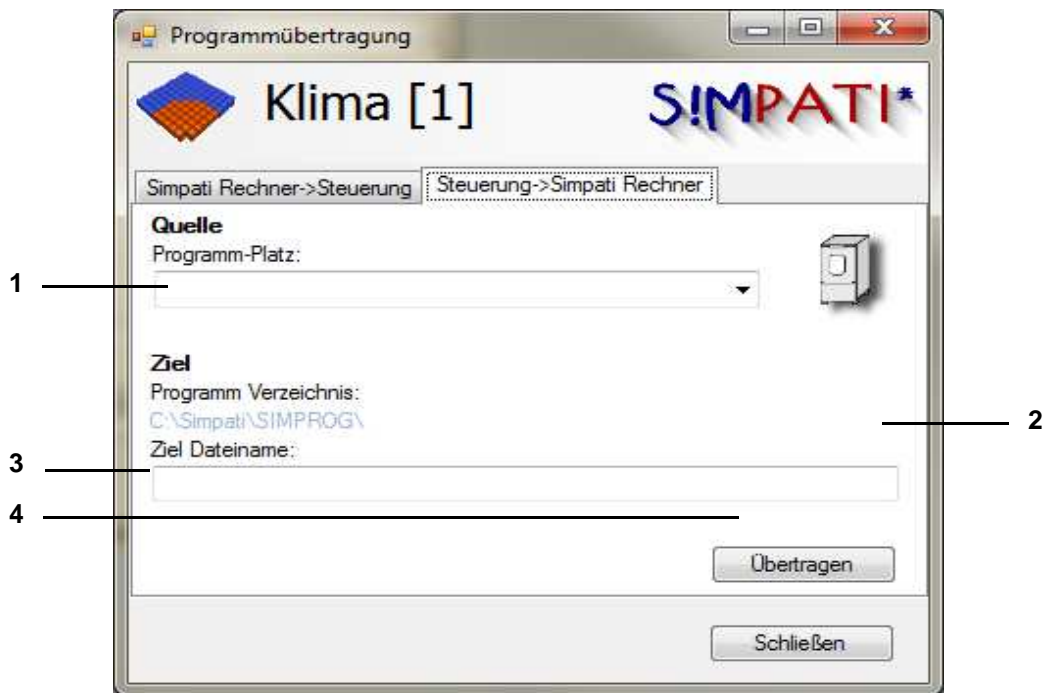 Programmübertragung
Klima [1]
S!MPATI*
Simpati Rechner->Steuerung
Steuerung->Simpati Rechner
Quelle
Programm-Platz:
1
Ziel
Programm Verzeichnis:
C:\Simpati\SIMPROG\
2
Ziel Dateiname:
3
4
Übertragen
Schließen